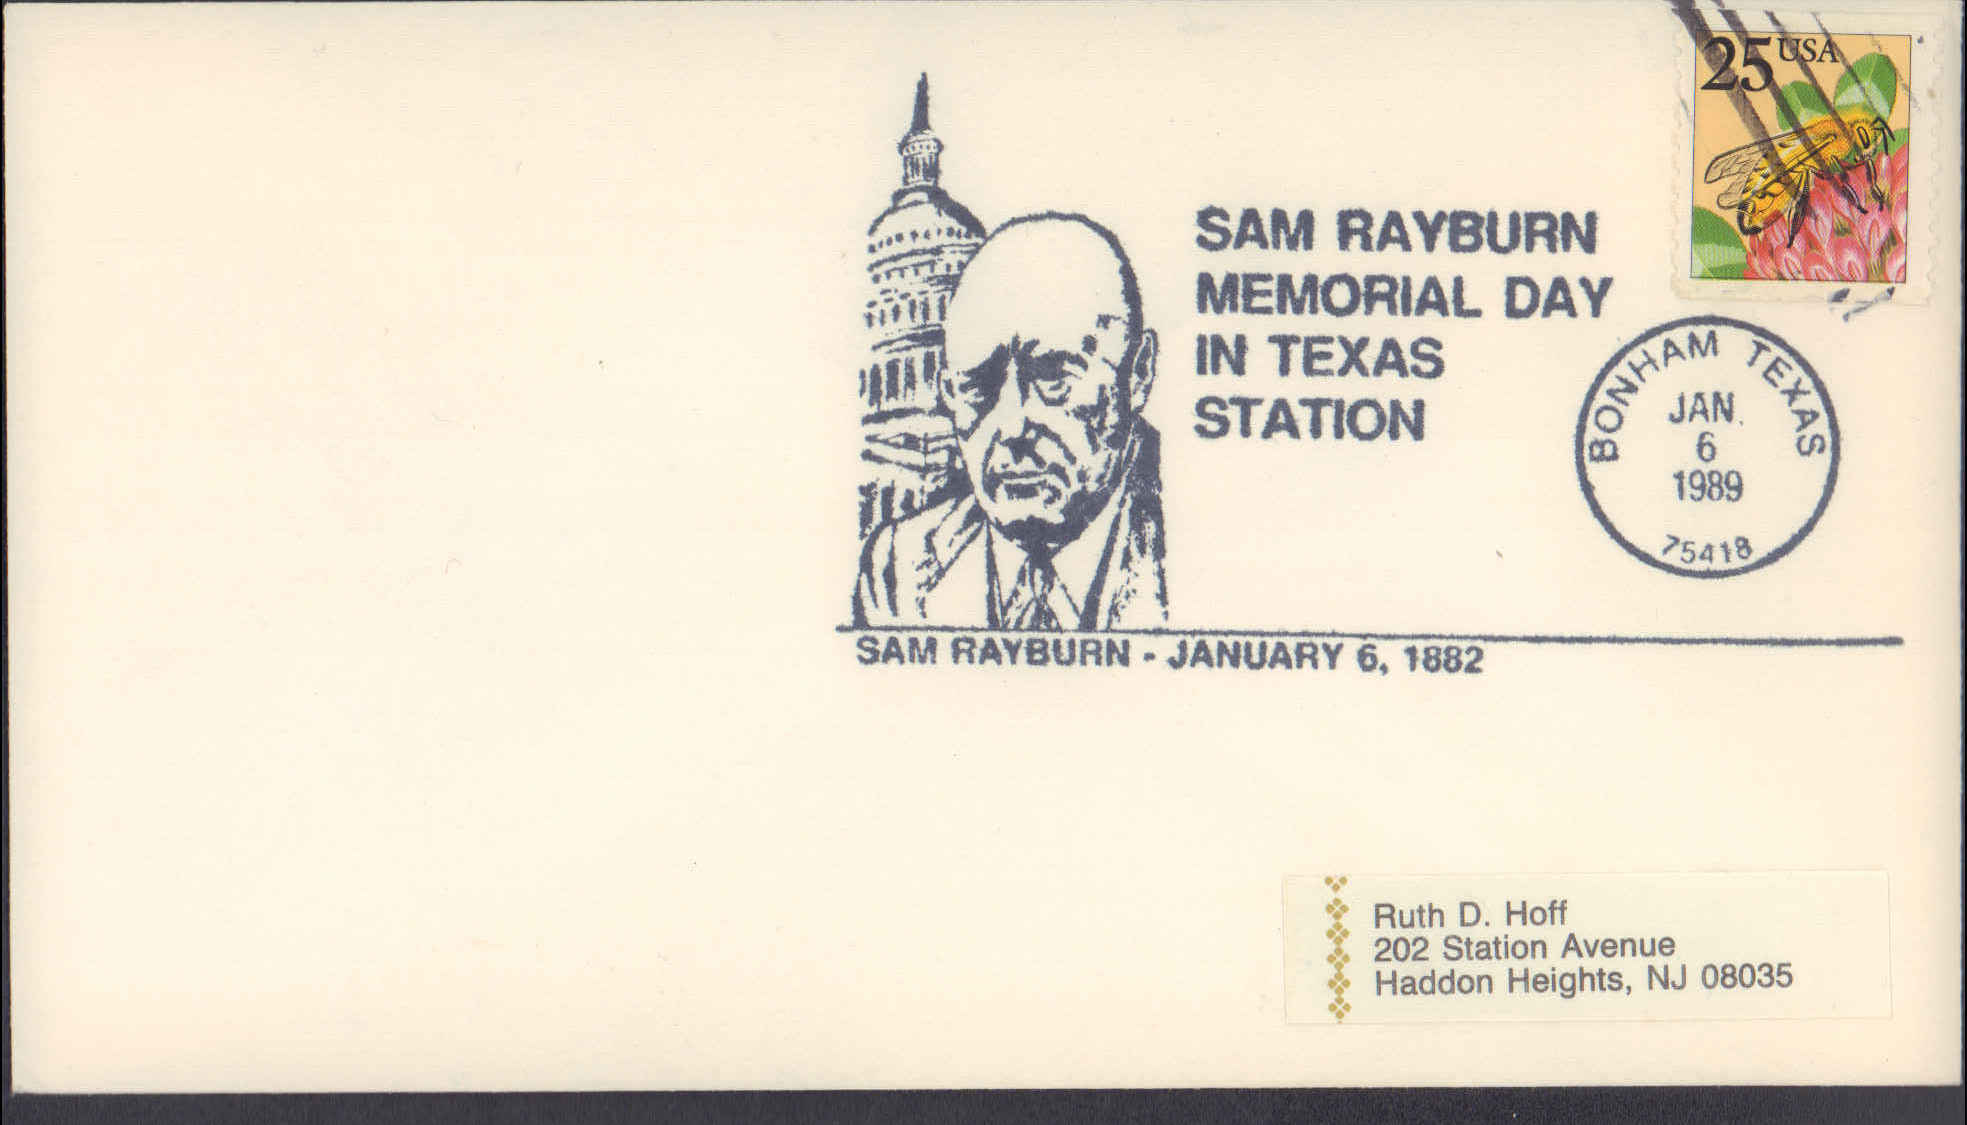 25 USA
SAM RAYBURN
MEMORIAL DAY
IN TEXAS
STATION
BONHAM TEXAS
JAN.
6
1989
75418
SAM RAYBURN - JANUARY 6, 1882
Ruth D. Hoff
202 Station Avenue
Haddon Heights, NJ 08035